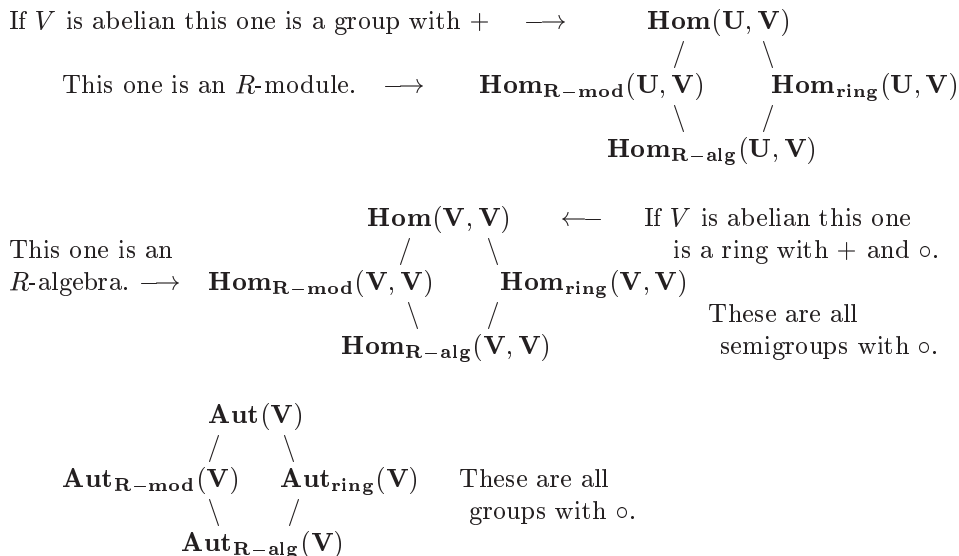 If V is abelian this one is a group with + ⟶ Hom(U, V)
This one is an R-module. ⟶ Hom_{R−mod}(U, V) Hom_{ring}(U, V)
Hom_{R−alg}(U, V)
Hom(V, V) ⟵ If V is abelian this one
This one is an is a ring with + and ∘.
R-algebra. ⟶ Hom_{R−mod}(V, V) Hom_{ring}(V, V)
These are all
Hom_{R−alg}(V, V) semigroups with ∘.
Aut(V)
Aut_{R−mod}(V) Aut_{ring}(V) These are all
groups with ∘.
Aut_{R−alg}(V)